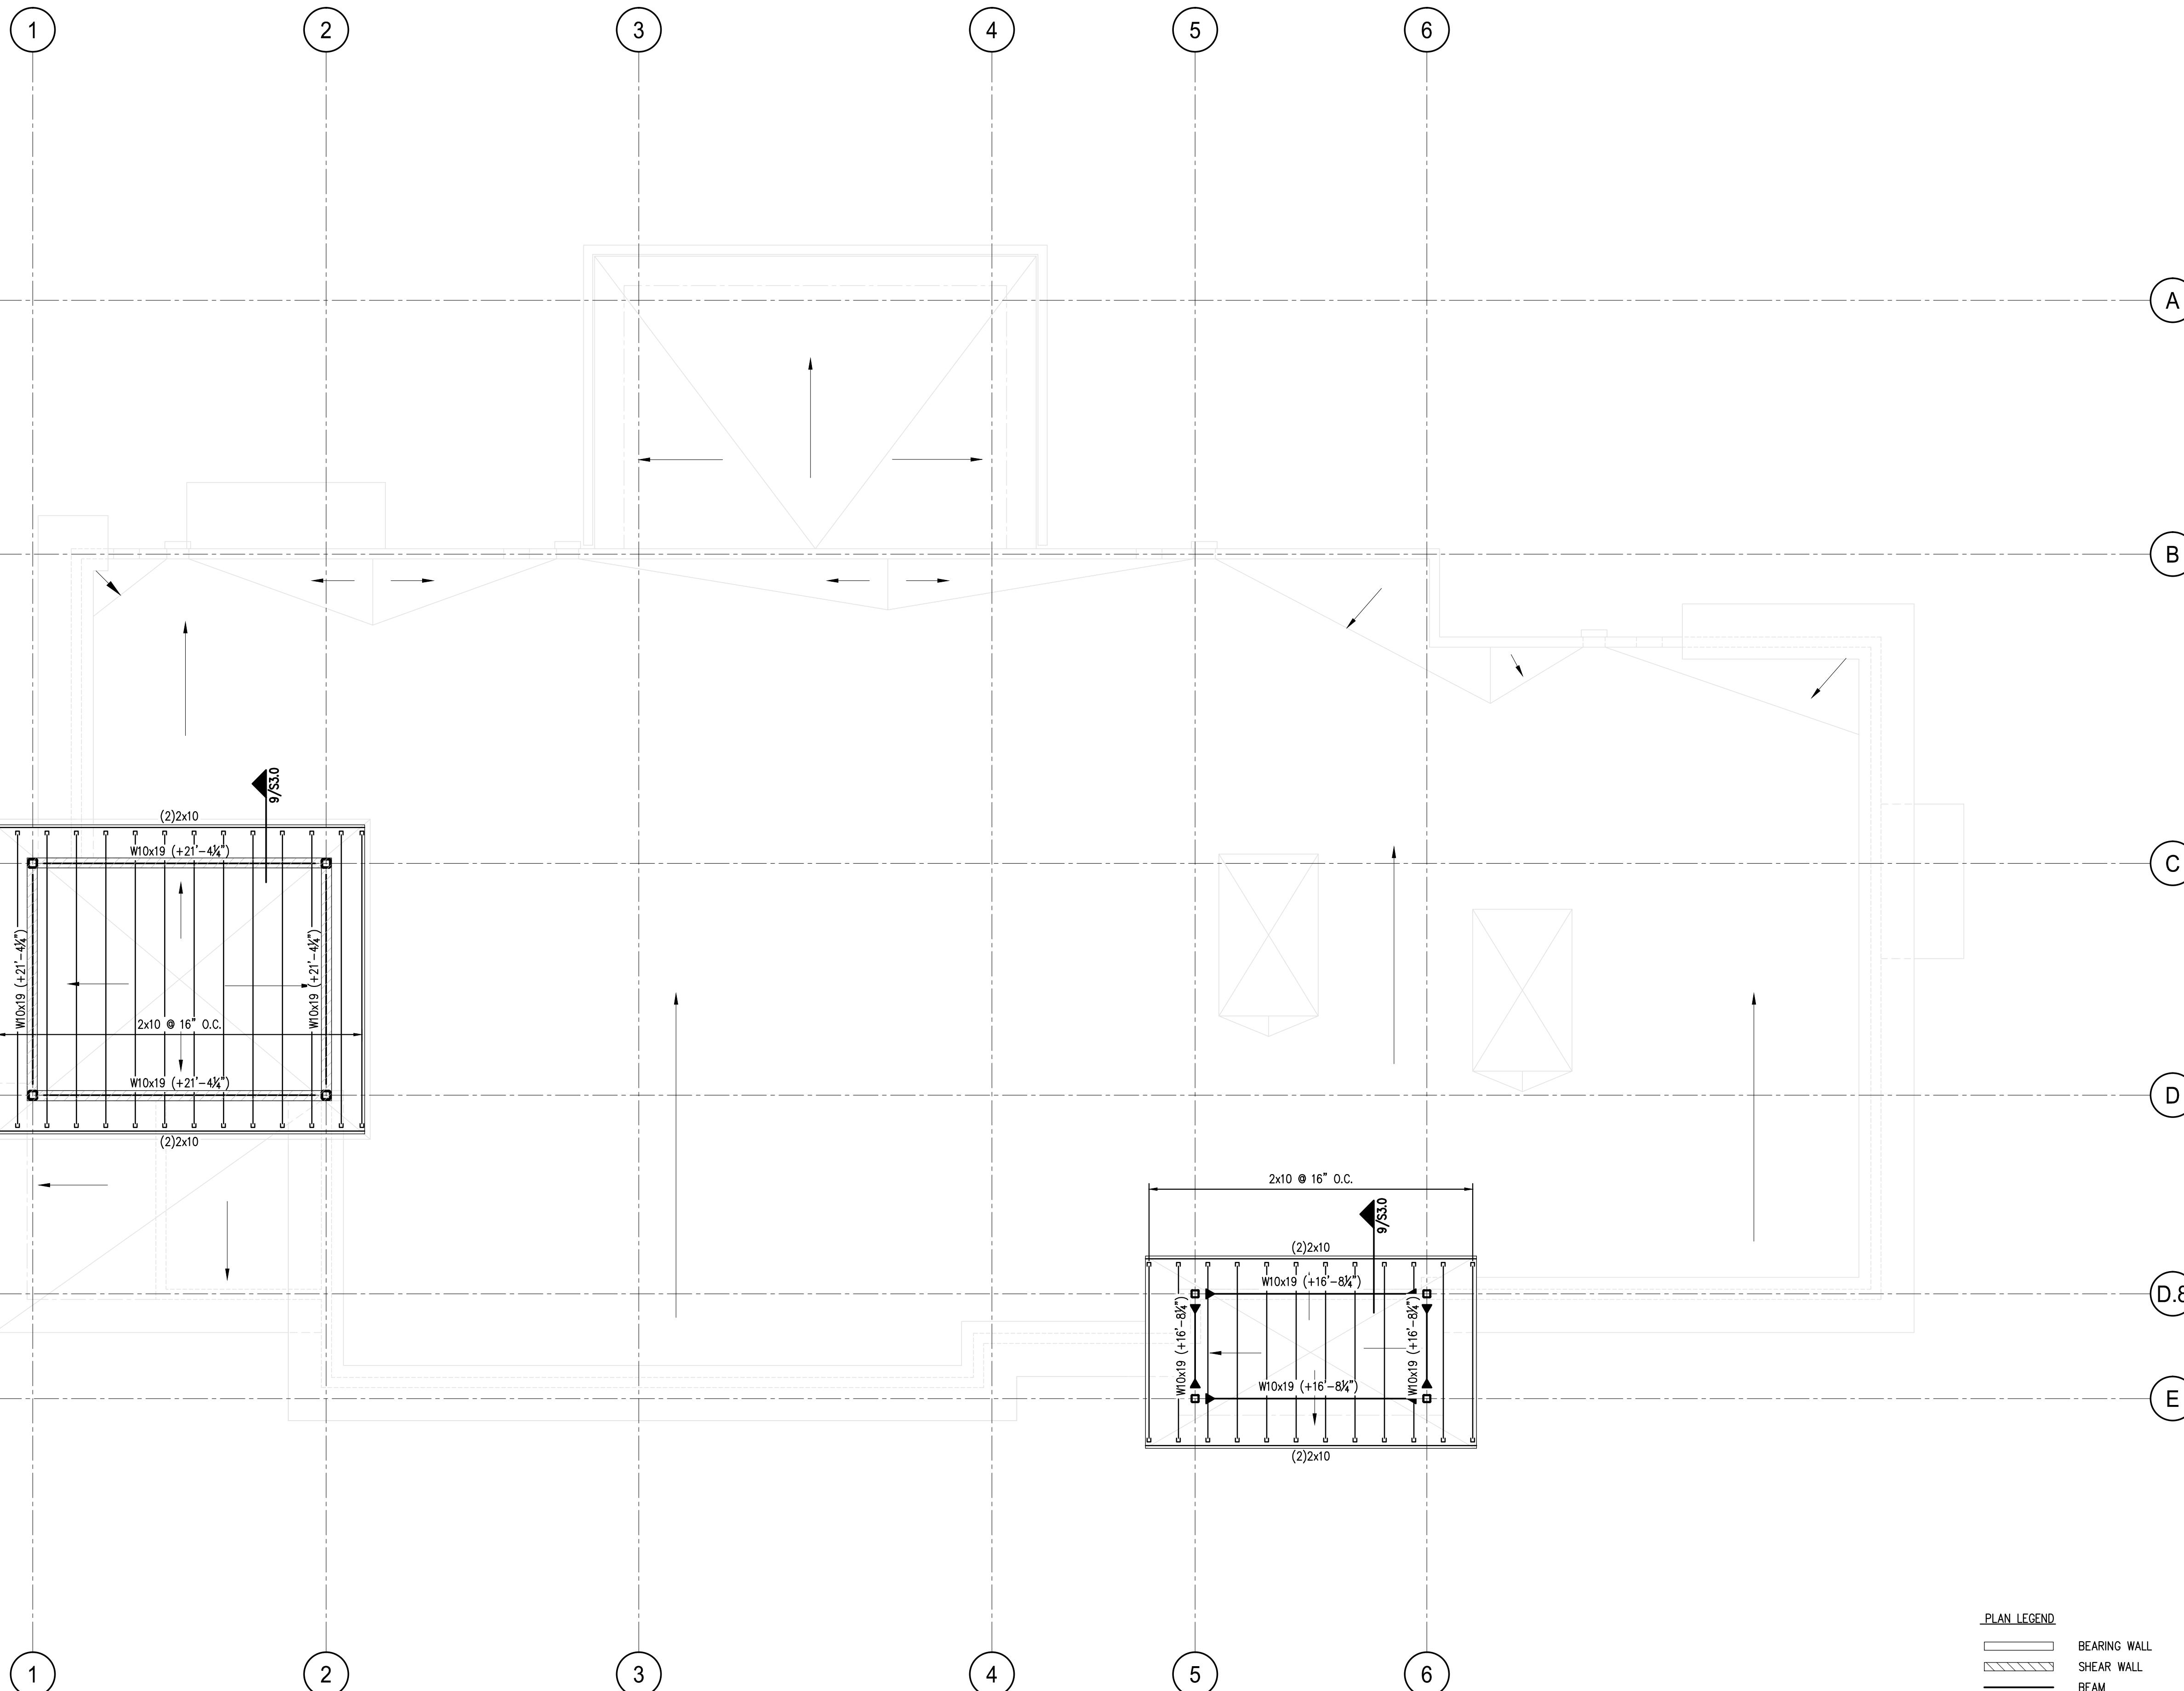 1
2
3
4
5
6
A
B
9/S3.0
(2)2x10
W10x19 (+21'-4¼")
C
W10x19 (+21'-4¼")
W10x19 (+21'-4¼")
2x10 @ 16" O.C.
W10x19 (+21'-4¼")
D
(2)2x10
2x10 @ 16" O.C.
9/S3.0
(2)2x10
W10x19 (+16'-8¼")
D.8
W10x19 (+16'-8¼")
W10x19 (+16'-8¼")
W10x19 (+16'-8¼")
E
(2)2x10
PLAN LEGEND
BEARING WALL
SHEAR WALL
BEAM
1
2
3
4
5
6